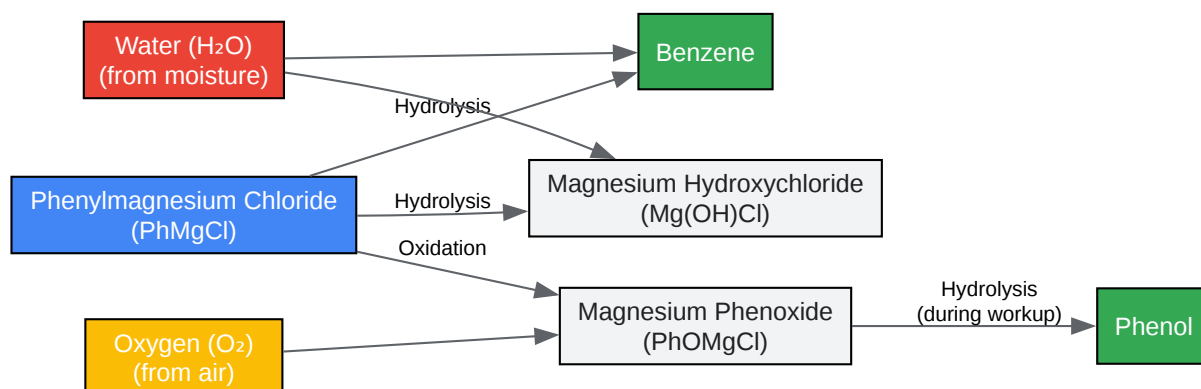 Water (H₂O)
(from moisture)
Benzene
Hydrolysis
Phenylmagnesium Chloride
(PhMgCl)
Hydrolysis
Magnesium Hydroxychloride
(Mg(OH)Cl)
Oxidation
Oxygen (O₂)
(from air)
Magnesium Phenoxide
(PhOMgCl)
Hydrolysis
(during workup)
Phenol